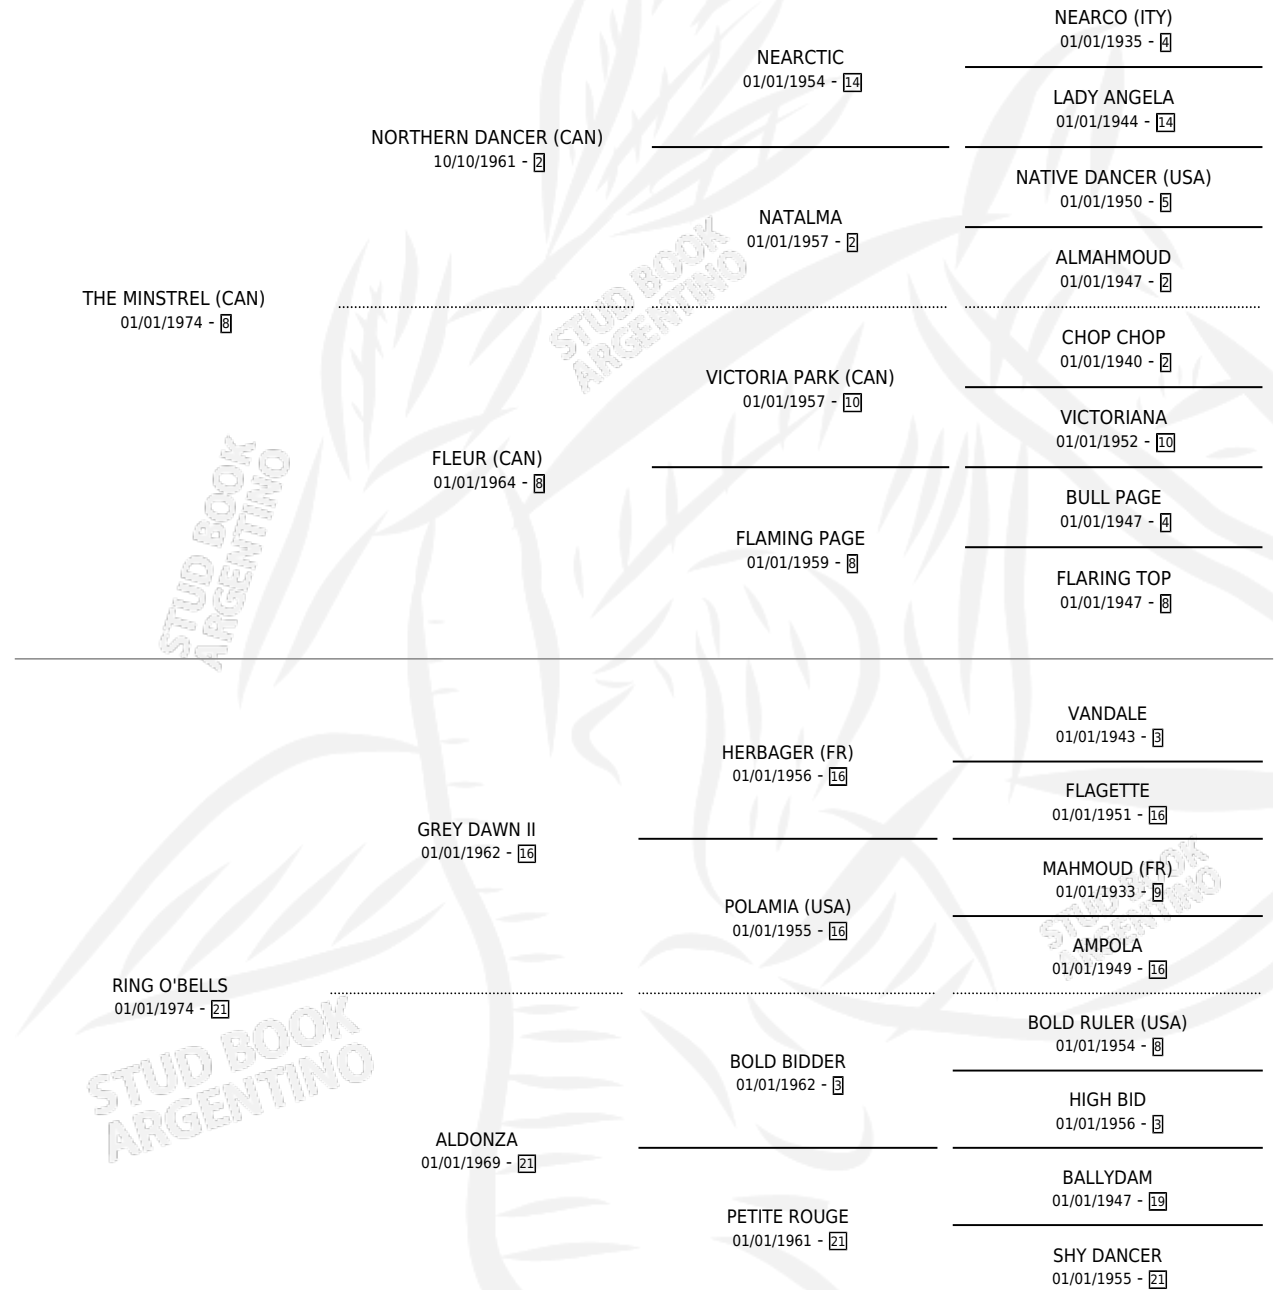 NEARCO (ITY)
01/01/1935 - 4
NEARCTIC
01/01/1954 - 14
LADY ANGELA
01/01/1944 - 14
NORTHERN DANCER (CAN)
10/10/1961 - 2
NATIVE DANCER (USA)
01/01/1950 - 5
NATALMA
01/01/1957 - 2
ALMAHMOUD
01/01/1947 - 2
THE MINSTREL (CAN)
01/01/1974 - 8
CHOP CHOP
01/01/1940 - 2
VICTORIA PARK (CAN)
01/01/1957 - 10
VICTORIANA
01/01/1952 - 10
FLEUR (CAN)
01/01/1964 - 8
BULL PAGE
01/01/1947 - 4
FLAMING PAGE
01/01/1959 - 8
FLARING TOP
01/01/1947 - 8
VANDALE
01/01/1943 - 3
HERBAGER (FR)
01/01/1956 - 16
FLAGETTE
01/01/1951 - 16
GREY DAWN II
01/01/1962 - 16
MAHMOUD (FR)
01/01/1933 - 9
POLAMIA (USA)
01/01/1955 - 16
AMPOLA
01/01/1949 - 16
RING O'BELLS
01/01/1974 - 21
BOLD RULER (USA)
01/01/1954 - 8
BOLD BIDDER
01/01/1962 - 3
HIGH BID
01/01/1956 - 3
ALDONZA
01/01/1969 - 21
BALLYDAM
01/01/1947 - 19
PETITE ROUGE
01/01/1961 - 21
SHY DANCER
01/01/1955 - 21
STUD BOOK
ARGENTINO
STUD BOOK
ARGENTINO
STUD BOOK
ARGENTINO
STUD BOOK
ARGENTINO